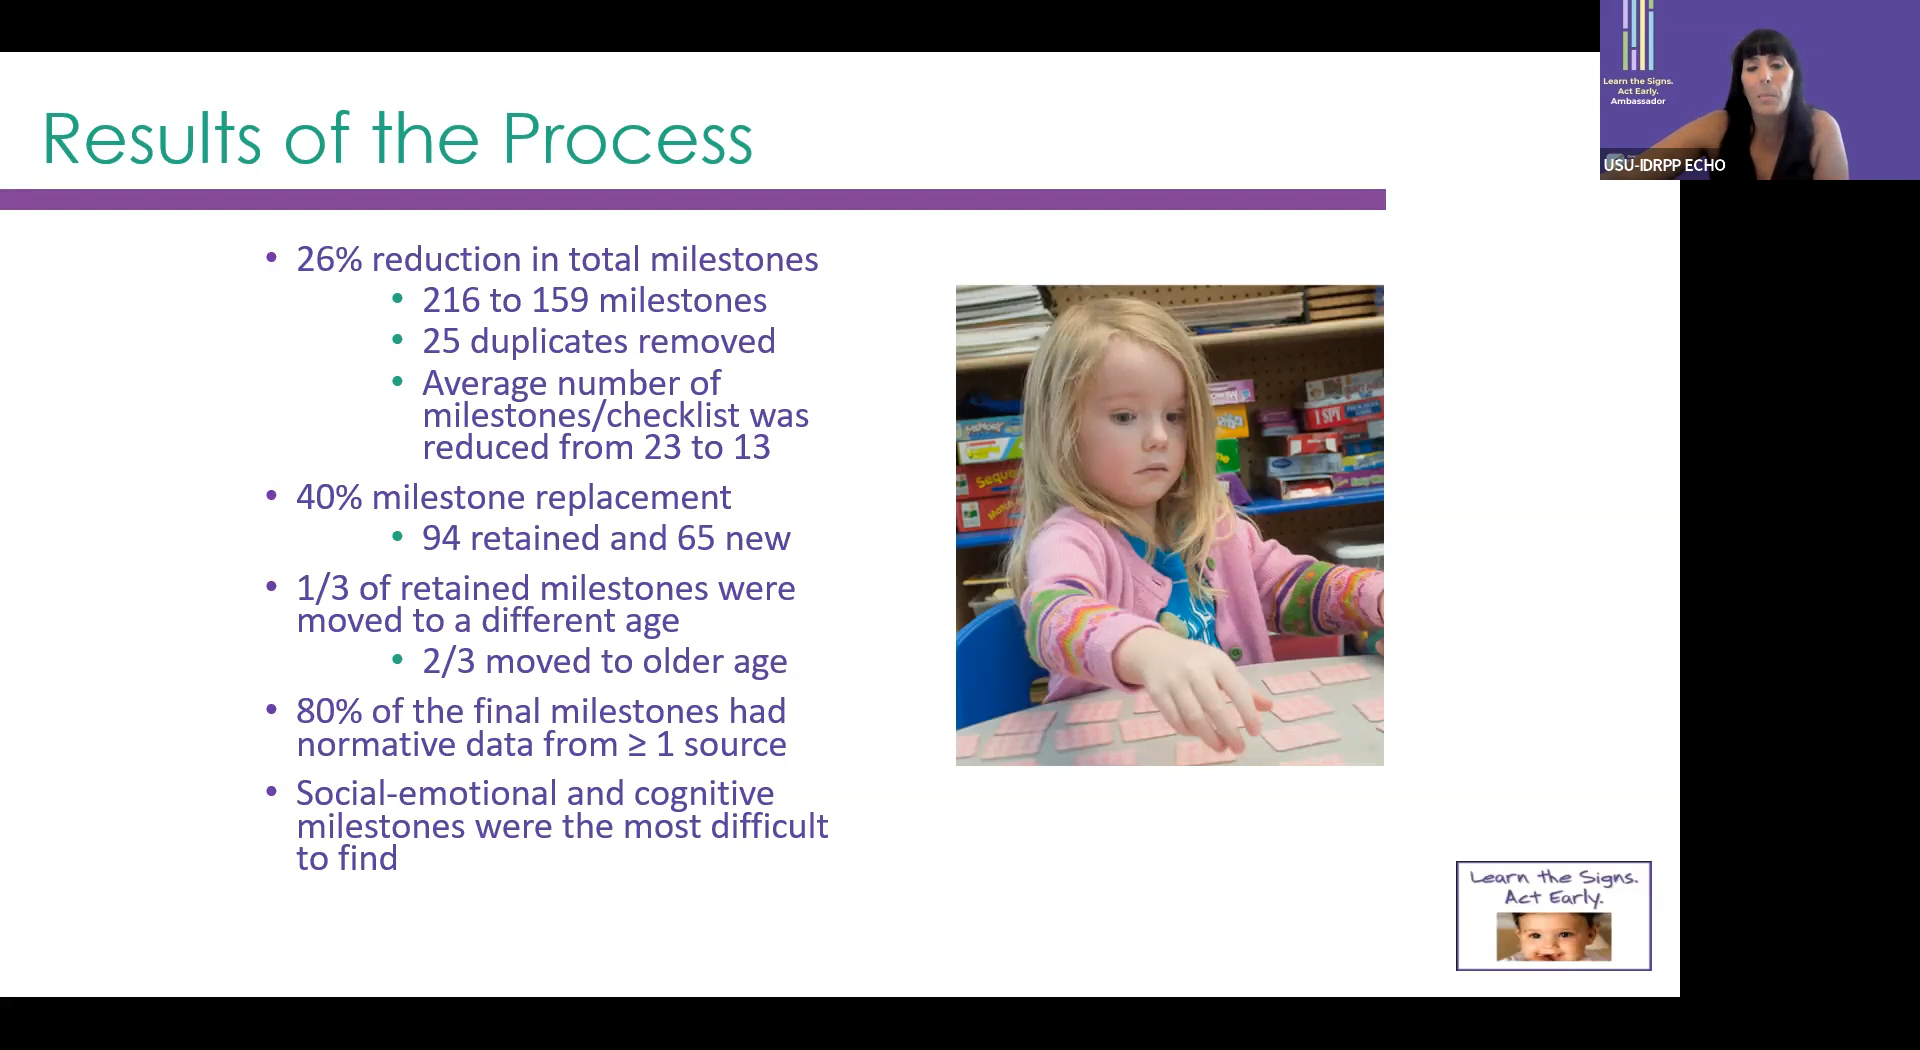 Results of the Process
• 26% reduction in total milestones
• 216 to 159 milestones
• 25 duplicates removed
• Average number of
milestones/checklist was
reduced from 23 to 13
• 40% milestone replacement
• 94 retained and 65 new
• 1/3 of retained milestones were
moved to a different age
• 2/3 moved to older age
• 80% of the final milestones had
normative data from ≥ 1 source
• Social-emotional and cognitive
milestones were the most difficult
to find
I SPY
Learn the Signs.
Act Early.
Learn the Signs.
Act Early.
Ambassador
USU-IDRPP ECHO